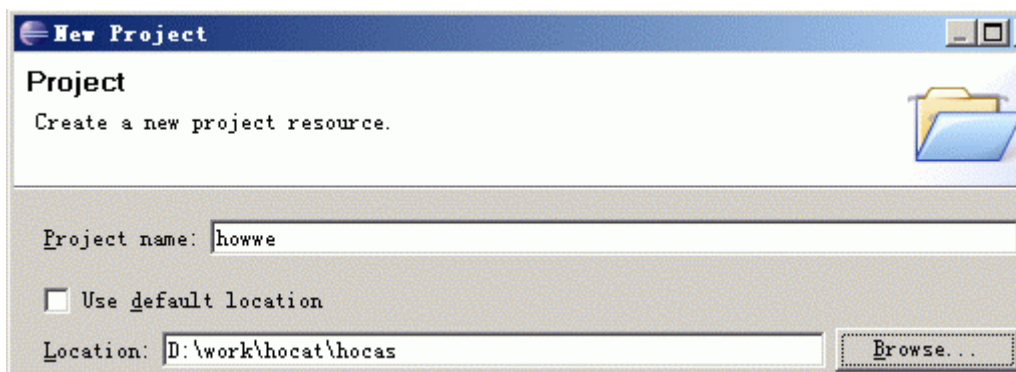 New Project
Project
Create a new project resource.
Project name: howwe
Use default location
Location: D:\work\hocat\hocas Browse...